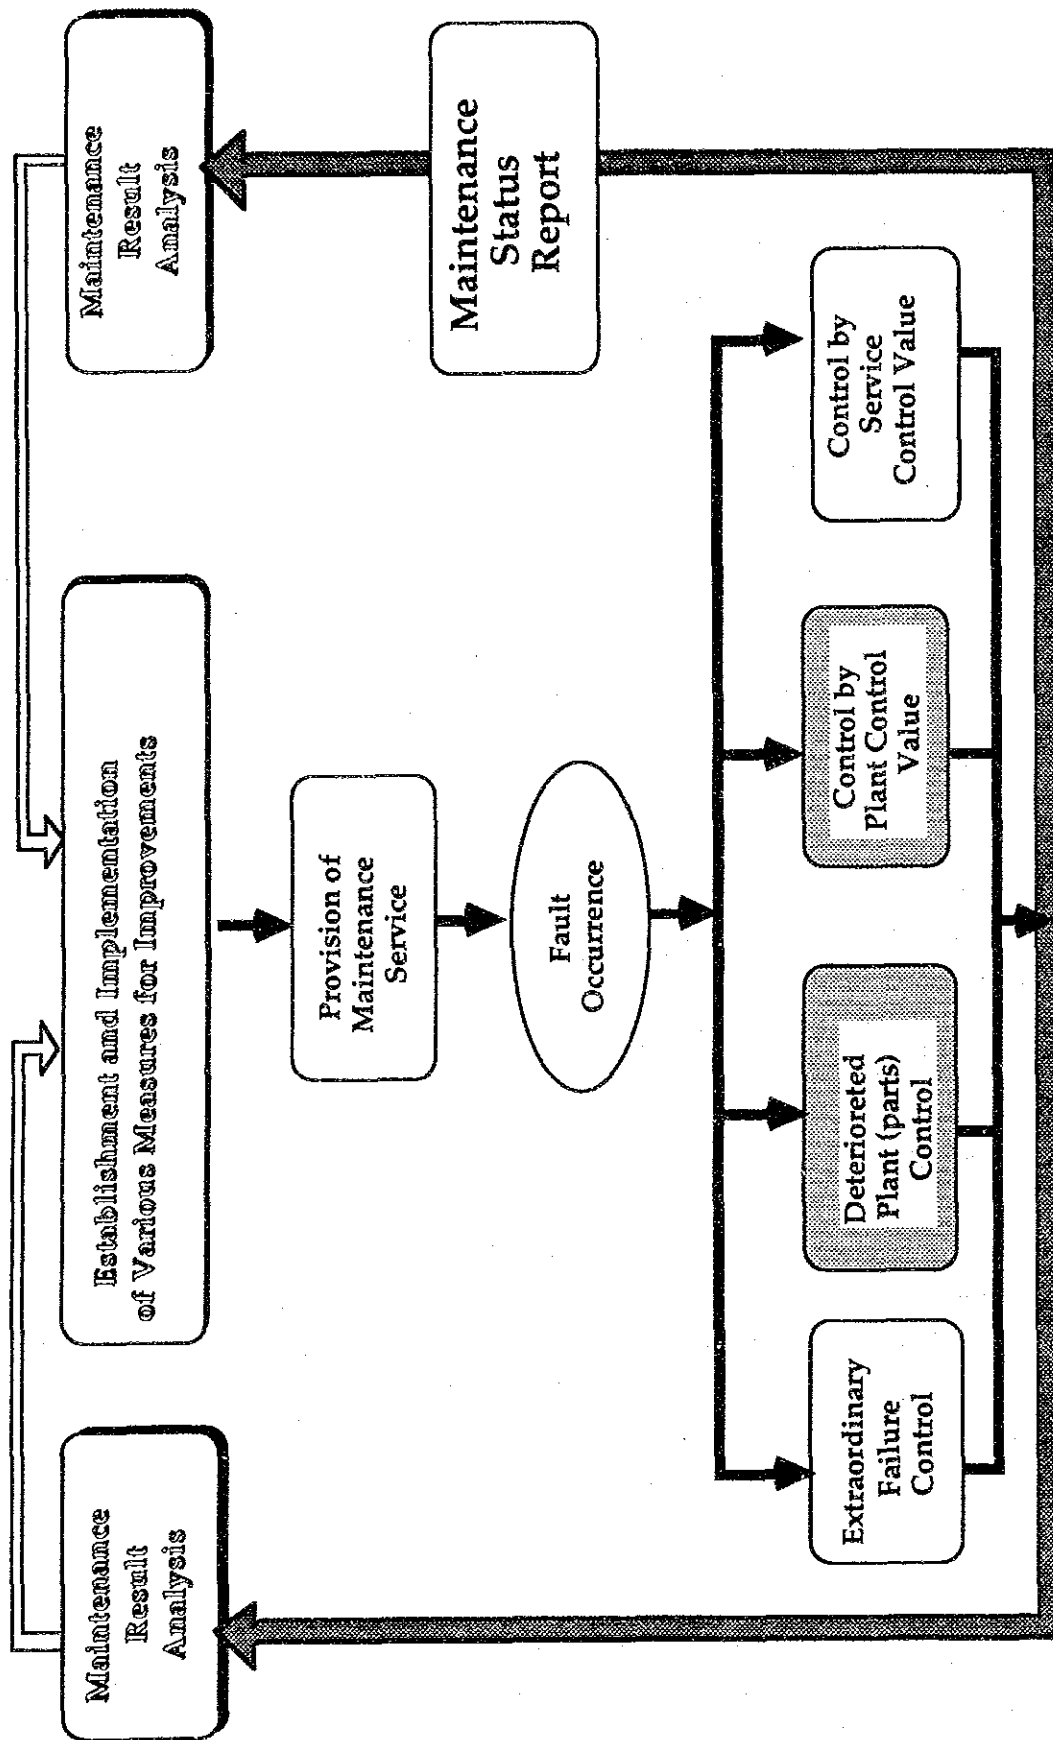 Maintenance
Result
Analysis
Establishment and Implementation
of Various Measures for Improvements
Maintenance
Result
Analysis
Provision of
Maintenance
Service
Maintenance
Status
Report
Fault
Occurrence
Extraordinary
Failure
Control
Deterioreted
Plant (parts)
Control
Control by
Plant Control
Value
Control by
Service
Control Value